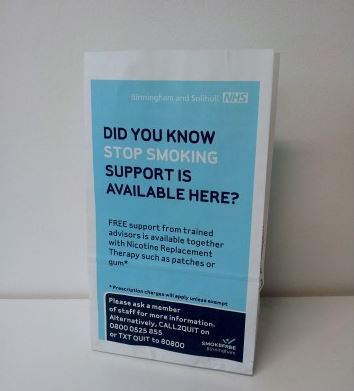 Birmingham and Solihull NHS
DID YOU KNOW
STOP SMOKING
SUPPORT IS
AVAILABLE HERE?
FREE support from trained
advisors is available together
with Nicotine Replacement
Therapy such as patches or
gum*
* Prescription charges will apply unless exempt
Please ask a member
of staff for more information.
Alternatively, CALL2QUIT on
0800 0525 855
or TXT QUIT to 80800
SMOKEFREE
Birmingham